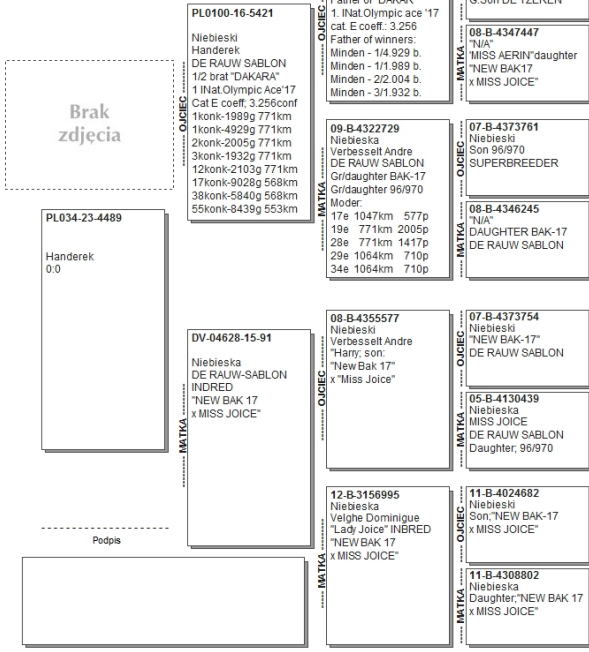 Brak
zdjęcia
PL034-23-4489
Handerek
0:0
Podpis
OJCIEC
PL0100-16-5421
Niebieski
Handerek
DE RAUW SABLON
1/2 brat "DAKARA"
1 INat.Olympic Ace'17
Cat E coeff; 3.256conf
1konk-1989g 771km
1konk-4929g 771km
2konk-2005g 771km
3konk-1932g 771km
12konk-2103g 771km
17konk-9028g 568km
38konk-5840g 568km
55konk-8439g 553km
MATKA
DV-04628-15-91
Niebieska
DE RAUW-SABLON
INDRED
"NEW BAK 17
x MISS JOICE"
OJCIEC
1. INat.Olympic ace '17
cat. E coeff.: 3.256
Father of winners:
Minden - 1/4.929 b.
Minden - 1/1.989 b.
Minden - 2/2.004 b.
Minden - 3/1.932 b.
MATKA
09-B-4322729
Niebieska
Verbesselt Andre
DE RAUW SABLON
Gr/daughter BAK-17
Gr/daughter 96/970
Moder:
17e 1047km 577p
19e 771km 2005p
28e 771km 1417p
29e 1064km 710p
34e 1064km 710p
OJCIEC
08-B-4355577
Niebieski
Verbesselt Andre
"Harry; son:
"New Bak 17"
x "Miss Joice"
MATKA
12-B-3156995
Niebieska
Velghe Dominigue
"Lady Joice" INBRED
"NEW BAK 17
x MISS JOICE"
MATKA
08-B-4347447
"N/A"
'MISS AERIN"daughter
"NEW BAK17
x MISS JOICE"
OJCIEC
07-B-4373761
Niebieski
Son 96/970
SUPERBREEDER
MATKA
08-B-4346245
"N/A"
DAUGHTER BAK-17
DE RAUW SABLON
OJCIEC
07-B-4373754
Niebieski
"NEW BAK-17"
DE RAUW SABLON
MATKA
05-B-4130439
Niebieska
MISS JOICE
DE RAUW SABLON
Daughter; 96/970
OJCIEC
11-B-4024682
Niebieski
Son;"NEW BAK-17
x MISS JOICE"
MATKA
11-B-4308802
Niebieska
Daughter;"NEW BAK 17
x MISS JOICE"